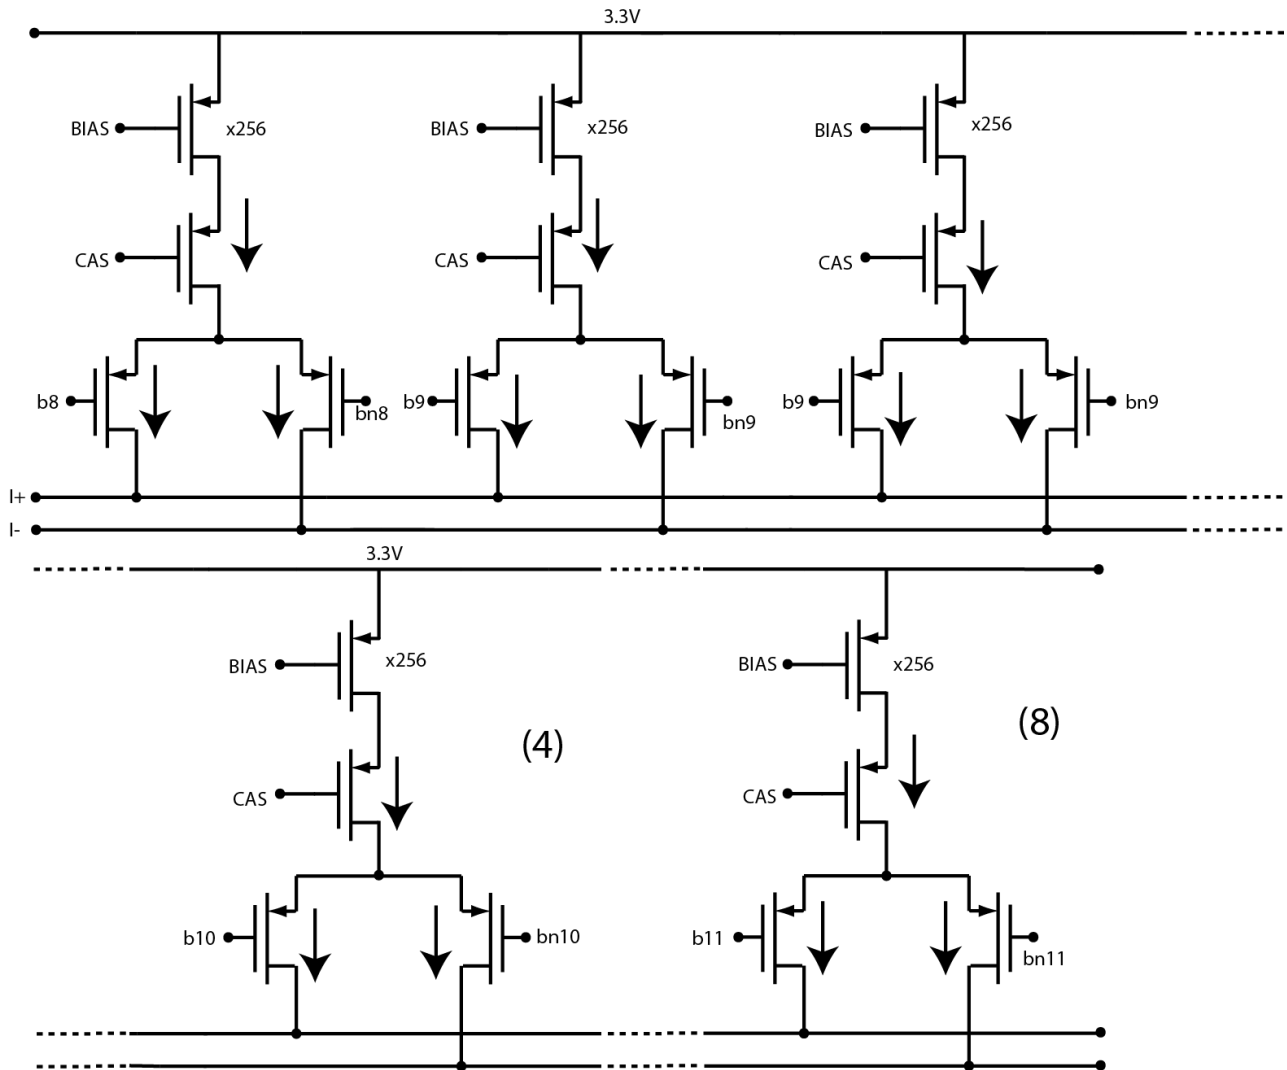 3.3V
BIAS
x256
BIAS
x256
BIAS
x256
CAS
CAS
CAS
b8
bn8
b9
bn9
b9
bn9
I+
I-
3.3V
BIAS
x256
BIAS
x256
(4)
(8)
CAS
CAS
b10
bn10
b11
bn11